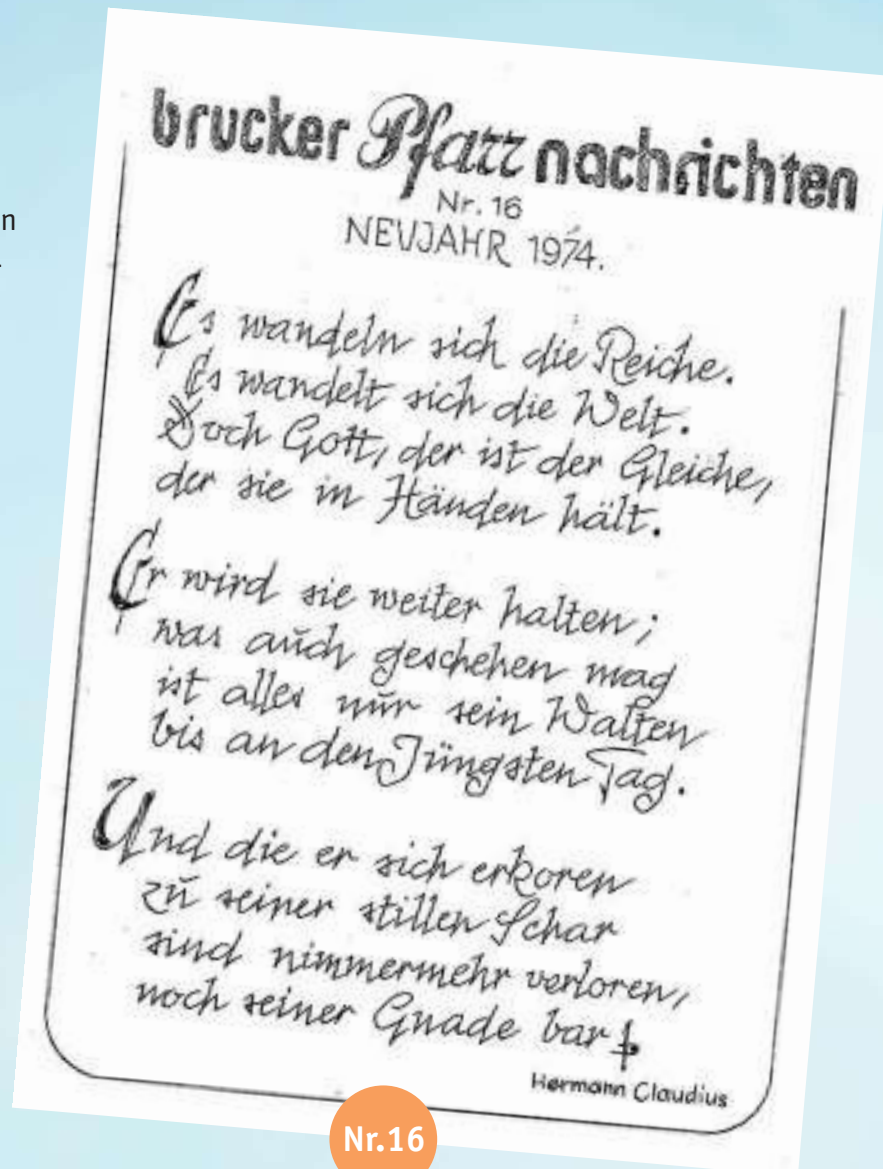 n
brucker Pfarr nachrichten
Nr. 16
NEUJAHR 1974.
Es wandeln sich die Reiche.
Es wandelt sich die Welt.
Doch Gott, der ist der Gleiche,
der sie in Händen hält.
Er wird sie weiter halten;
was auch geschehen mag
ist alles nur sein Walten
bis an den Jüngsten Tag.
Und die er sich erkoren
zu seiner stillen Schar
sind nimmermehr verloren,
noch seiner Gnade bar
Hermann Claudius
Nr.16